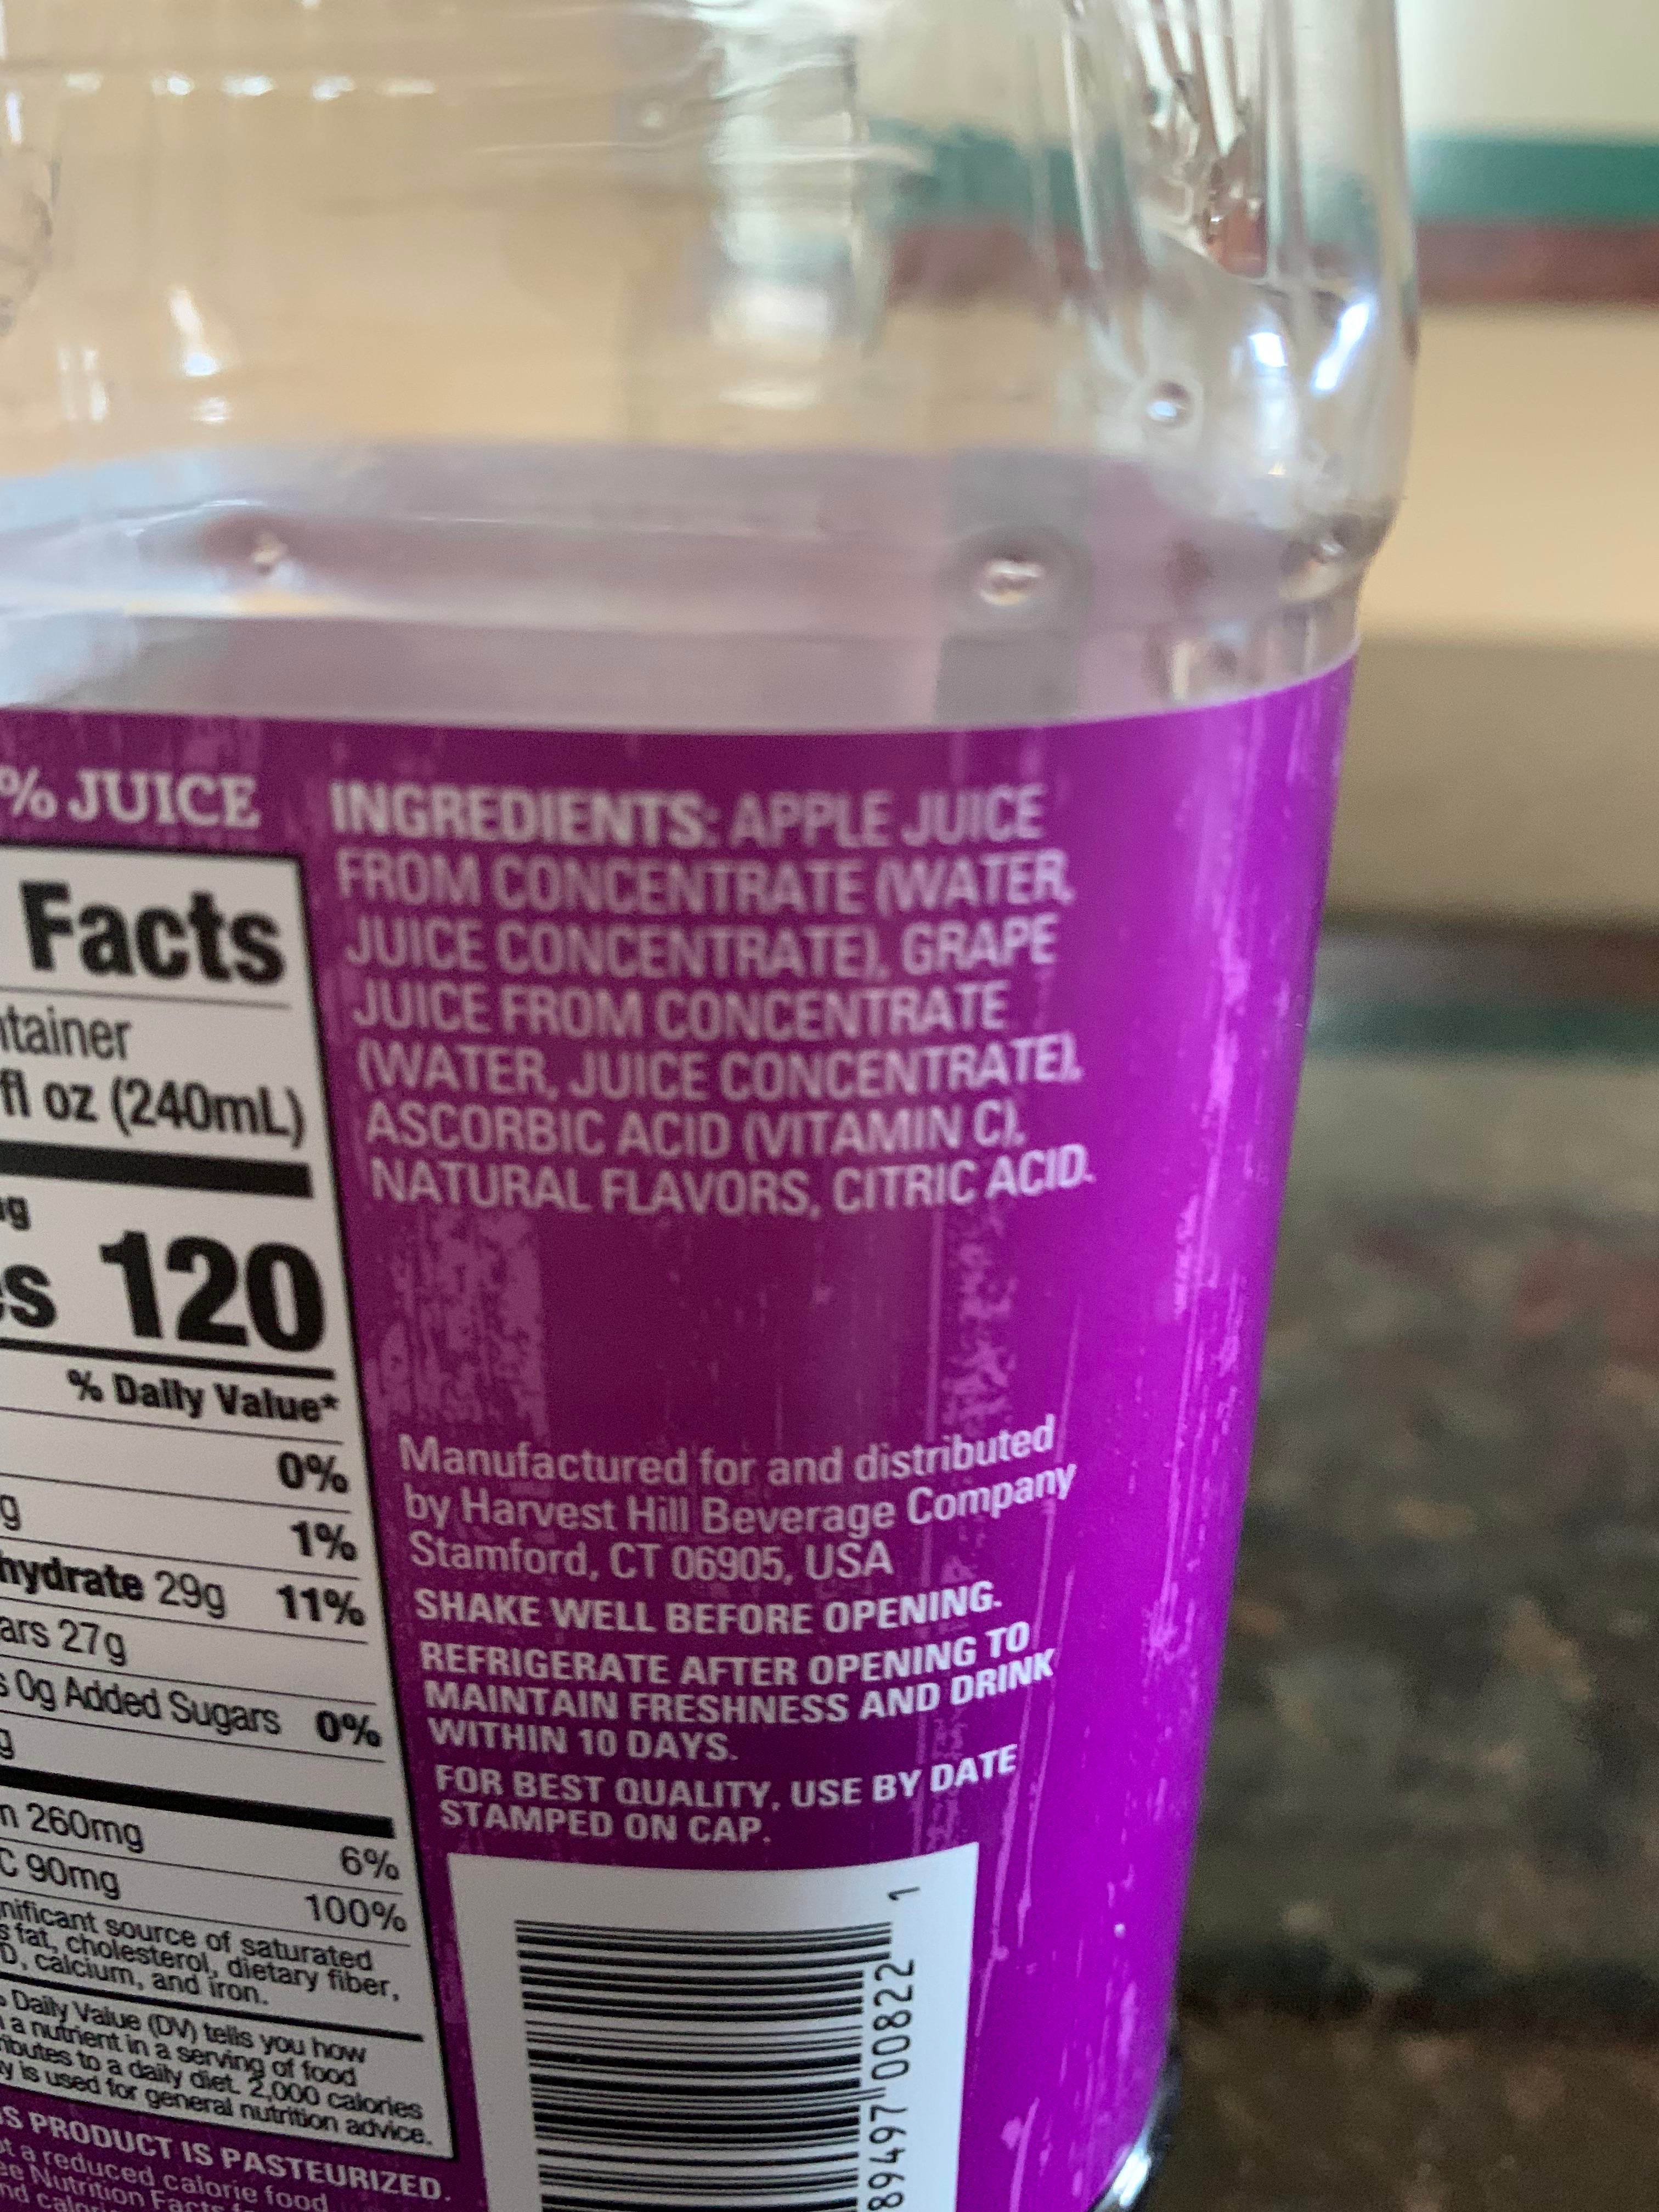 % JUICE
Facts
fl oz (240mL)
120
% Daily Value*
0%
g
1%
hydrate 29g 11%
ars 27g
0g Added Sugars 0%
g
n 260mg
6%
C 90mg
100%
nificant source of saturated
s fat, cholesterol, dietary fiber,
D, calcium, and iron.
Daily Value (DV) tells you how
a nutrient in a serving of food
ibutes to a daily diet. 2,000 calories
y is used for general nutrition advice.
IS PRODUCT IS PASTEURIZED.
ot a reduced calorie food
INGREDIENTS: APPLE JUICE
FROM CONCENTRATE (WATER,
JUICE CONCENTRATE), GRAPE
JUICE FROM CONCENTRATE
(WATER, JUICE CONCENTRATE),
ASCORBIC ACID (VITAMIN C),
NATURAL FLAVORS, CITRIC ACID.
Manufactured for and distributed
by Harvest Hill Beverage Company
Stamford, CT 06905, USA
SHAKE WELL BEFORE OPENING.
REFRIGERATE AFTER OPENING TO
MAINTAIN FRESHNESS AND DRINK
WITHIN 10 DAYS.
FOR BEST QUALITY, USE BY DATE
STAMPED ON CAP.
89497 00822 1